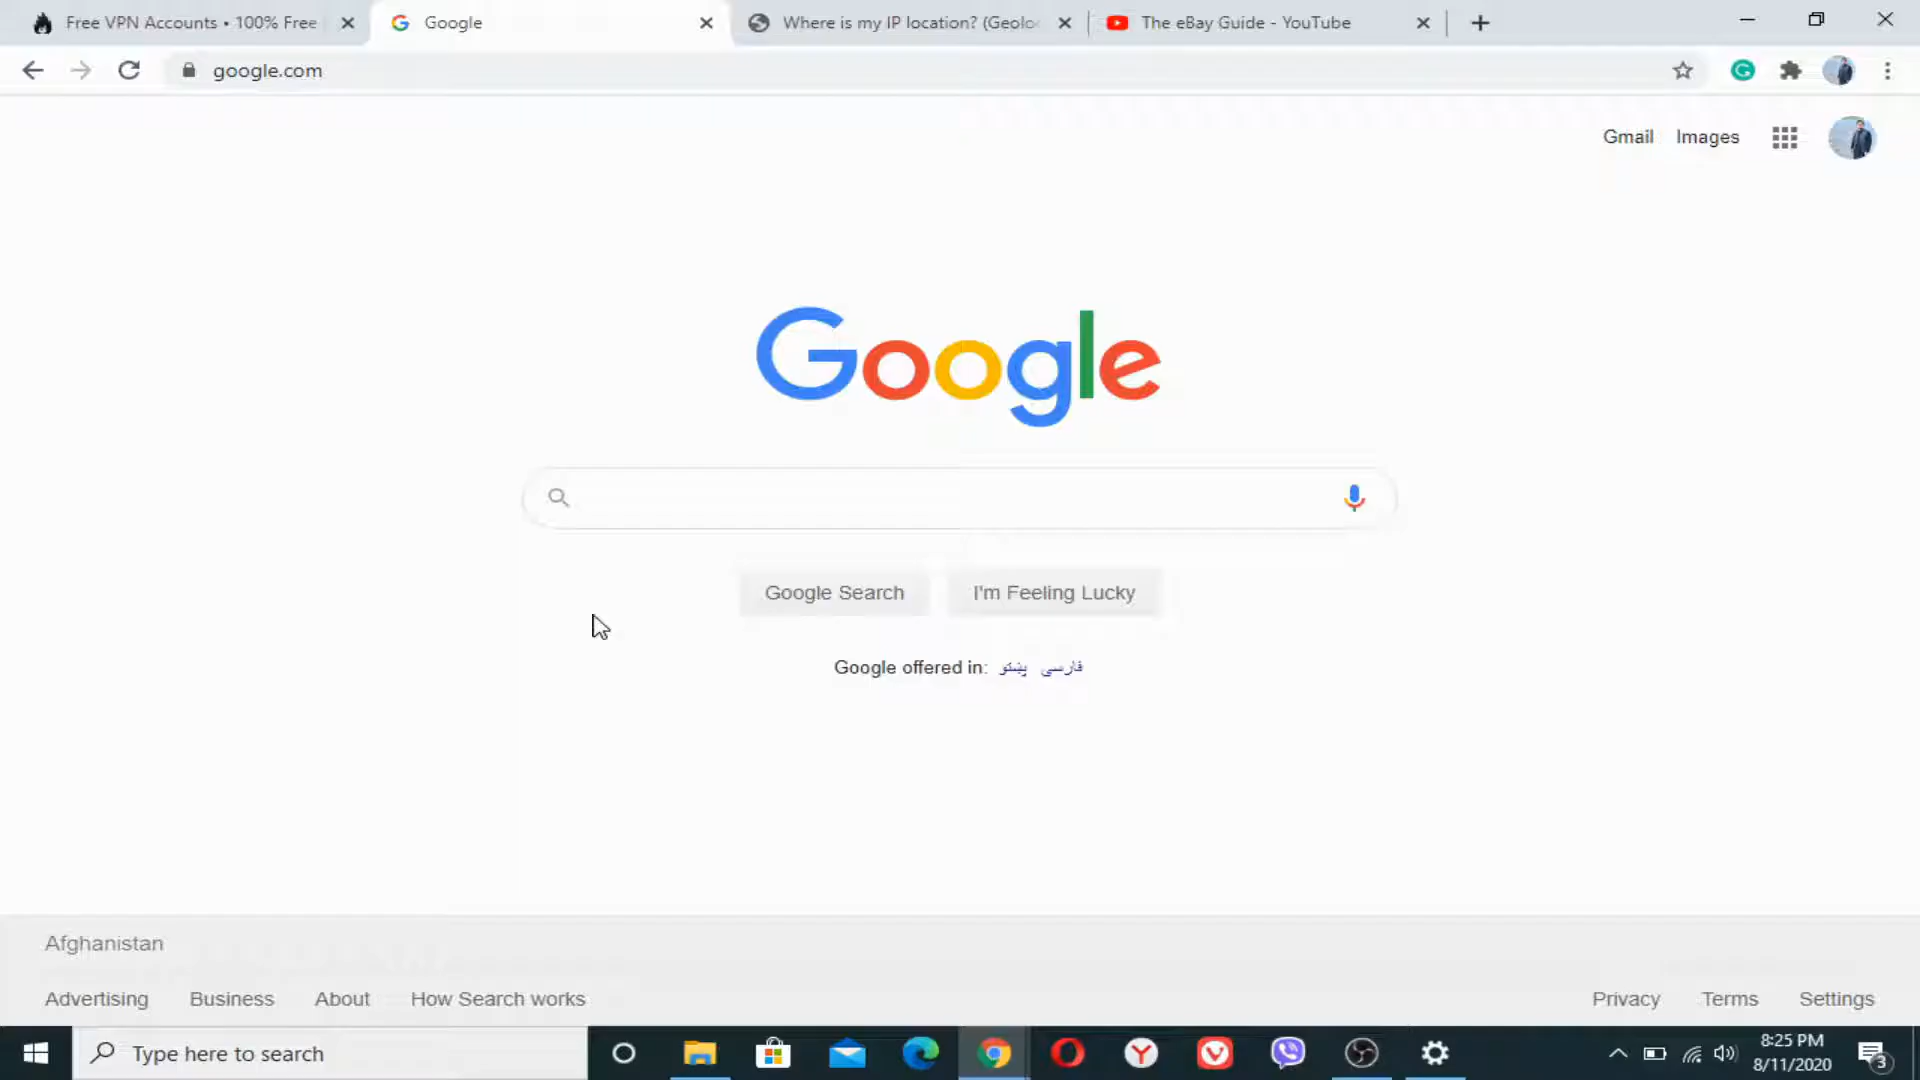 Free VPN Accounts • 100% Free
Google
Where is my IP location? (Geolo
The eBay Guide - YouTube
google.com
Gmail
Images
Google
Google Search
I'm Feeling Lucky
Google offered in: پښتو فارسی
Afghanistan
Advertising
Business
About
How Search works
Privacy
Terms
Settings
Type here to search
8:25 PM
8/11/2020
3